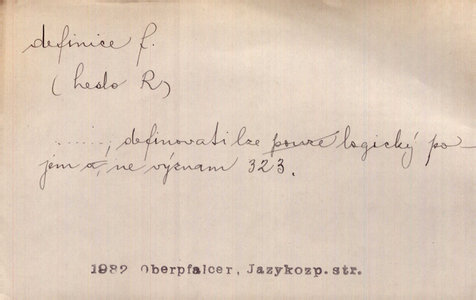 definice f.
(heslo R)
......, definovati lze pouze logický po-
jem a, ne význam 323.
1932 Oberpfalcer, Jazykozp. str.